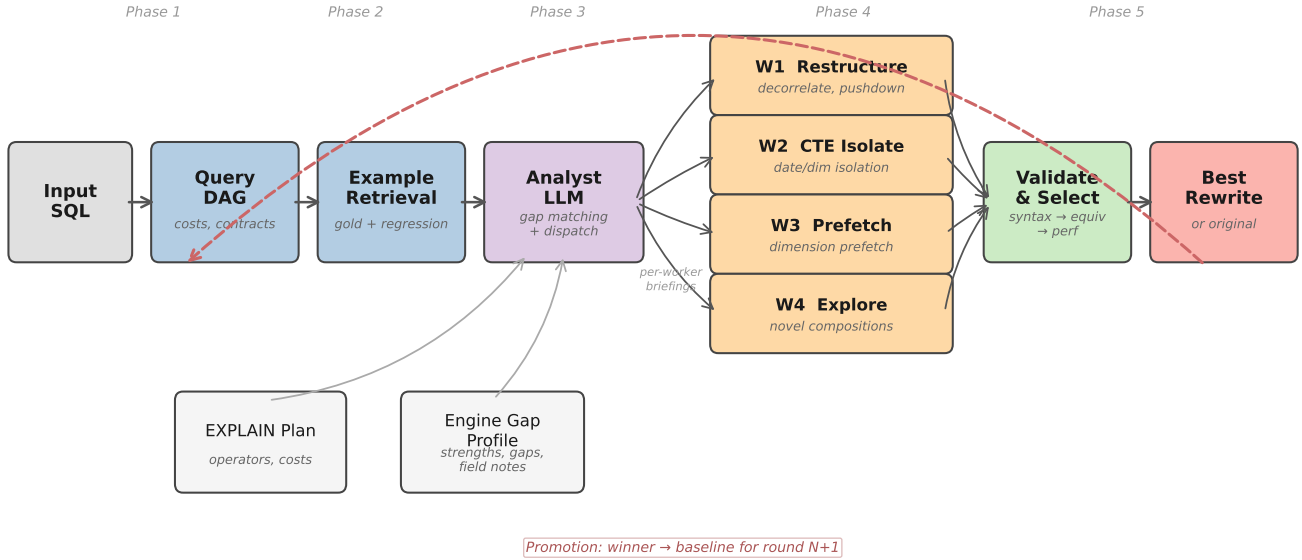 Phase 1
Phase 2
Phase 3
Phase 4
Phase 5
Input
SQL
Query
DAG
costs, contracts
Example
Retrieval
gold + regression
Analyst
LLM
gap matching
+ dispatch
per-worker
briefings
W1 Restructure
decorrelate, pushdown
W2 CTE Isolate
date/dim isolation
W3 Prefetch
dimension prefetch
W4 Explore
novel compositions
Validate
& Select
syntax → equiv
→ perf
Best
Rewrite
or original
EXPLAIN Plan
operators, costs
Engine Gap
Profile
strengths, gaps,
field notes
Promotion: winner → baseline for round N+1